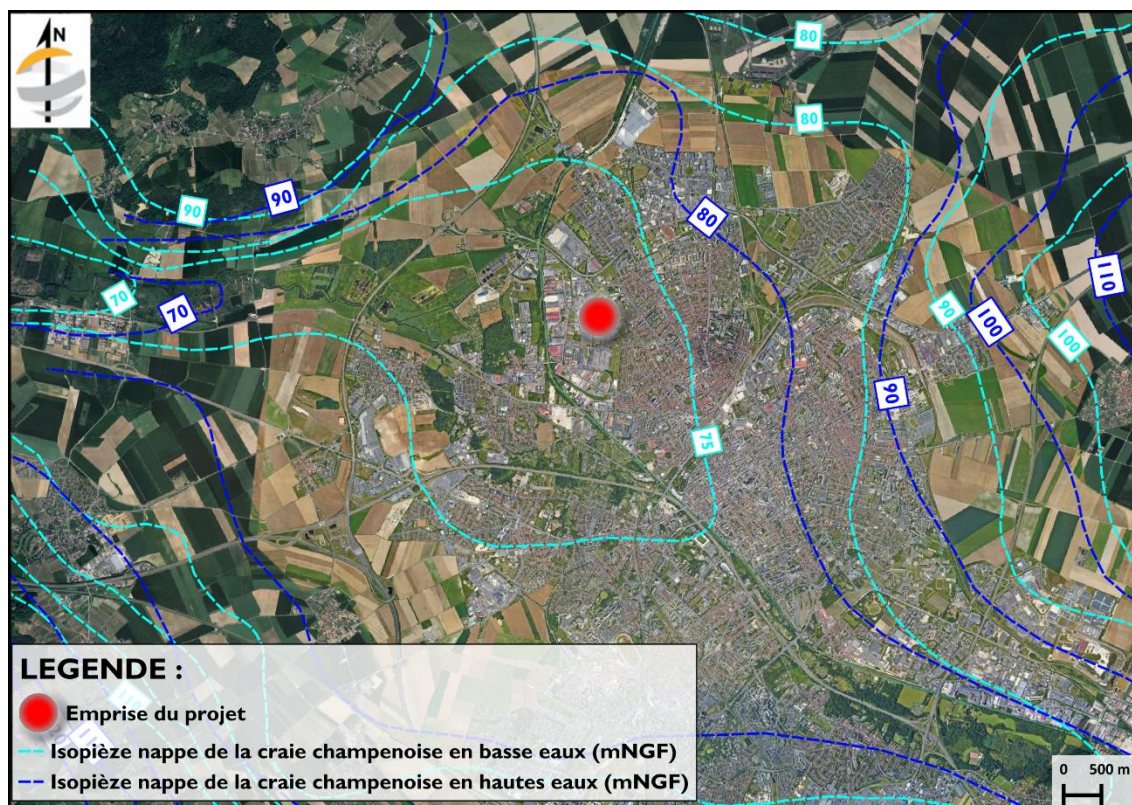 N
80
80
90
90
80
70
70
75
90
90
100
100
110
LEGENDE :
Emprise du projet
Isopièze nappe de la craie champenoise en basse eaux (mNGF)
Isopièze nappe de la craie champenoise en hautes eaux (mNGF)
0 500 m